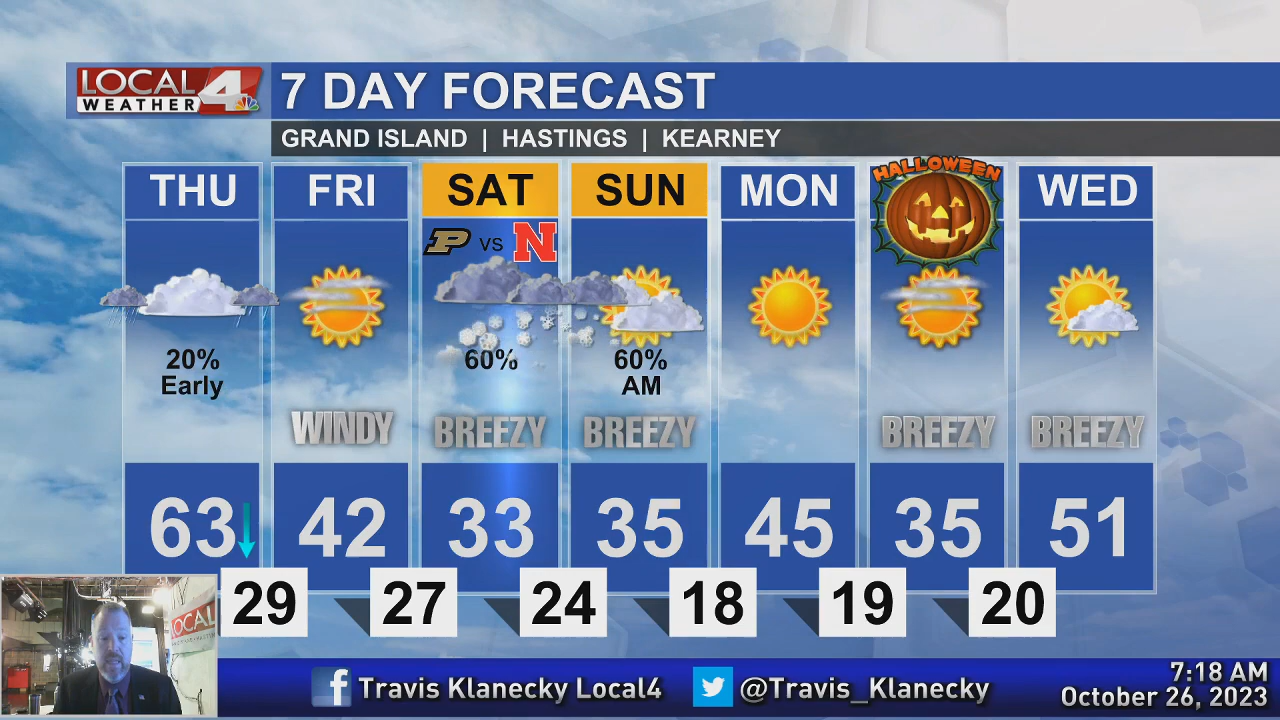 LOCAL 4
WEATHER
7 DAY FORECAST
GRAND ISLAND | HASTINGS | KEARNEY
THU
FRI
SAT
SUN
MON
HALLOWEEN
WED
P vs N
20%
Early
60%
60%
AM
WINDY
BREEZY
BREEZY
BREEZY
BREEZY
63
42
33
35
45
35
51
29
27
24
18
19
20
LOCAL
Travis Klanecky Local4
@Travis_Klanecky
7:18 AM
October 26, 2023